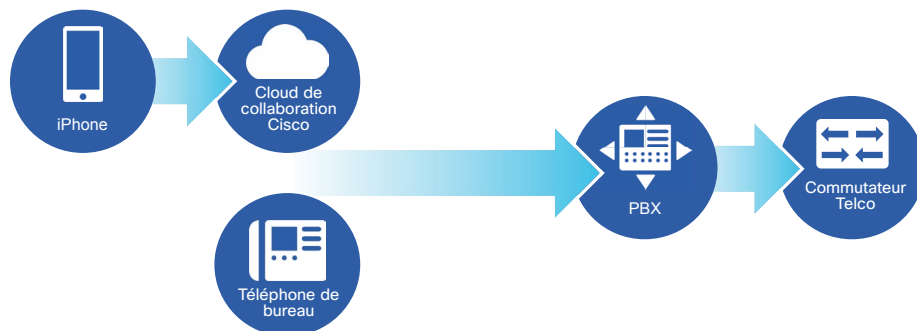 iPhone
Cloud de
collaboration
Cisco
Téléphone de
bureau
PBX
Commutateur
Telco